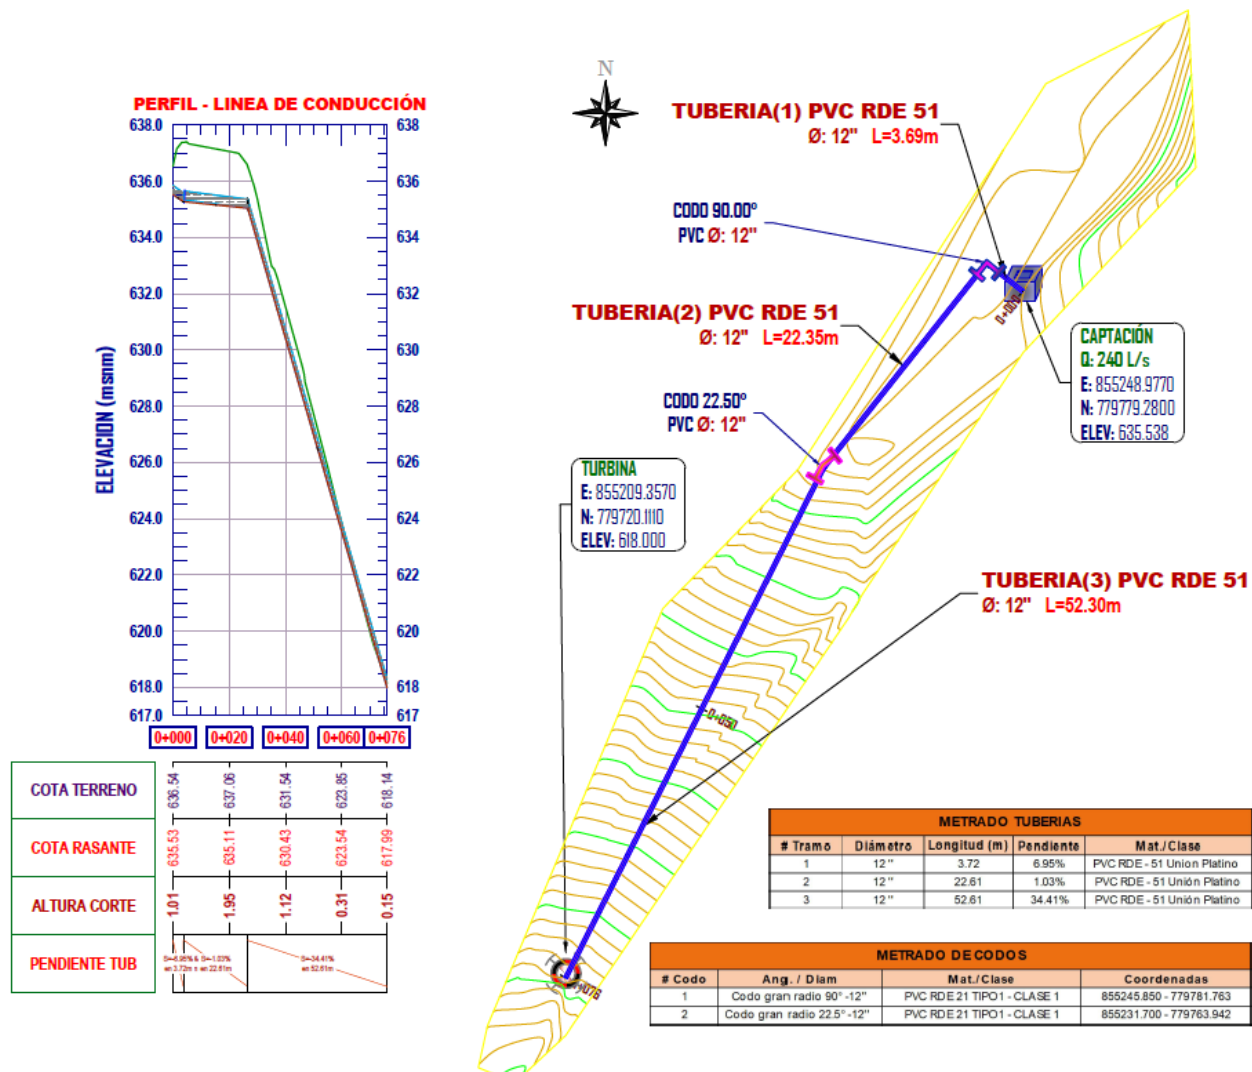 PERFIL - LINEA DE CONDUCCIÓN
638.0
636.0
634.0
632.0
630.0
628.0
626.0
624.0
622.0
620.0
618.0
617.0
ELEVACION (msnm)
638
636
634
632
630
628
626
624
622
620
618
617
0+000 0+020 0+040 0+060 0+076
COTA TERRENO 636.54 637.06 631.54 623.85 618.14
COTA RASANTE 635.53 635.11 630.43 623.54 617.99
ALTURA CORTE 1.01 1.95 1.12 0.31 0.15
PENDIENTE TUB
S=-34.41%
en 52.61m
N
TUBERIA(1) PVC RDE 51
Ø: 12" L=3.69m
CODO 90.00º
PVC Ø: 12"
TUBERIA(2) PVC RDE 51
Ø: 12" L=22.35m
0+000
CAPTACIÓN
Q: 240 L/s
E: 855248.9770
N: 779779.2800
ELEV: 635.538
CODO 22.50º
PVC Ø: 12"
TURBINA
E: 855209.3570
N: 779720.1110
ELEV: 618.000
TUBERIA(3) PVC RDE 51
Ø: 12" L=52.30m
0+050
METRADO TUBERIAS
# Tramo Diámetro Longitud (m) Pendiente Mat./Clase
1 12 " 3.72 6.95% PVC RDE - 51 Union Platino
2 12 " 22.61 1.03% PVC RDE - 51 Unión Platino
3 12 " 52.61 34.41% PVC RDE - 51 Unión Platino
METRADO DE CODOS
# Codo Ang. / Diam Mat./Clase Coordenadas
1 Codo gran radio 90° -12" PVC RDE 21 TIPO1 - CLASE 1 855245.850 - 779781.763
2 Codo gran radio 22.5° -12" PVC RDE 21 TIPO1 - CLASE 1 855231.700 - 779763.942